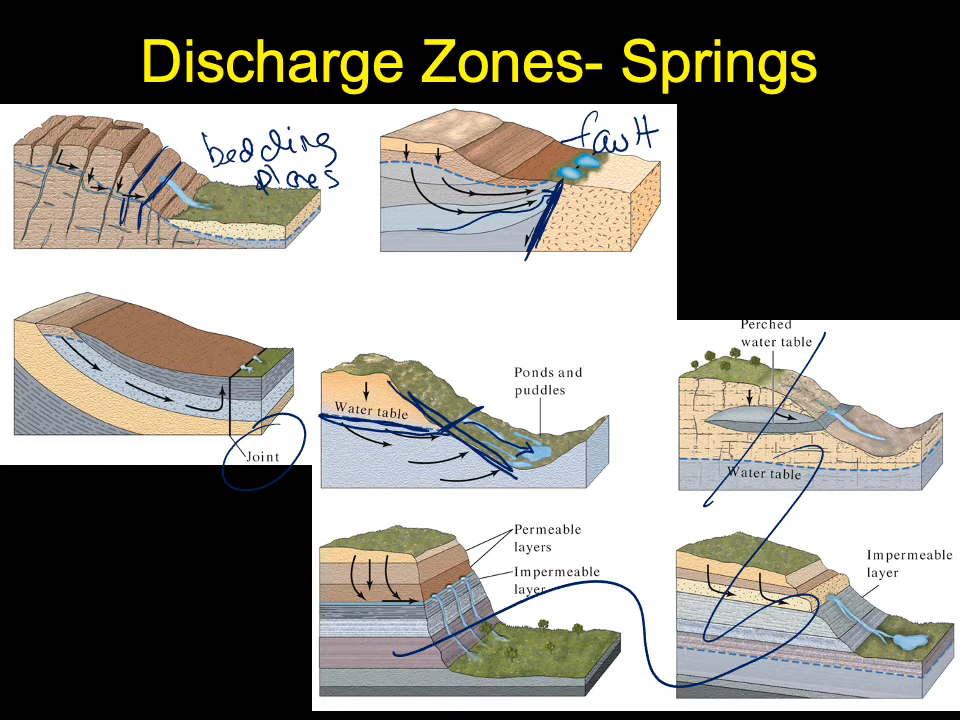 Discharge Zones- Springs
bedding
planes
fault
Joint
Water table
Ponds and
puddles
Perched
water table
Water table
Permeable
layers
Impermeable
layer
Impermeable
layer